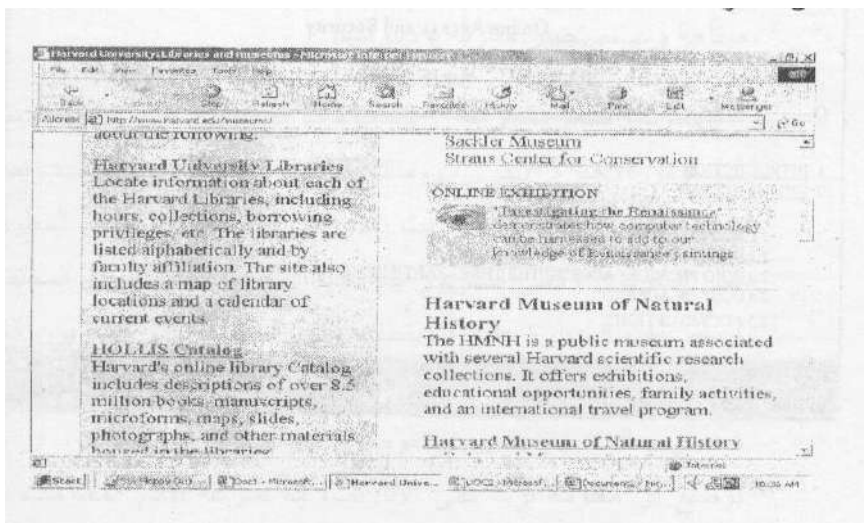 Harvard University Libraries and museums - Microsoft Internet Explorer
File Edit View Favorites Tools Help
Back Stop Refresh Home Search Favorites History Mail Print Edit Messenger
Address http://www.harvard.edu/museums/ Go
about the following.
Harvard University Libraries
Locate information about each of
the Harvard Libraries, including
hours, collections, borrowing
privileges, etc. The libraries are
listed alphabetically and by
faculty affiliation. The site also
includes a map of library
locations and a calendar of
current events.
HOLLIS Catalog
Harvard's online library Catalog
includes descriptions of over 8.5
million books, manuscripts,
microforms, maps, slides,
photographs, and other materials
housed in the libraries
Sackler Museum
Straus Center for Conservation
ONLINE EXHIBITION
"Investigating the Renaissance"
demonstrates how computer technology
can be harnessed to add to our
knowledge of Renaissance paintings
Harvard Museum of Natural
History
The HMNH is a public museum associated
with several Harvard scientific research
collections. It offers exhibitions,
educational opportunities, family activities,
and an international travel program.
Harvard Museum of Natural History
Internet
Start Doc1 - Microsof... Harvard Unive... DOC2 - Microsof...